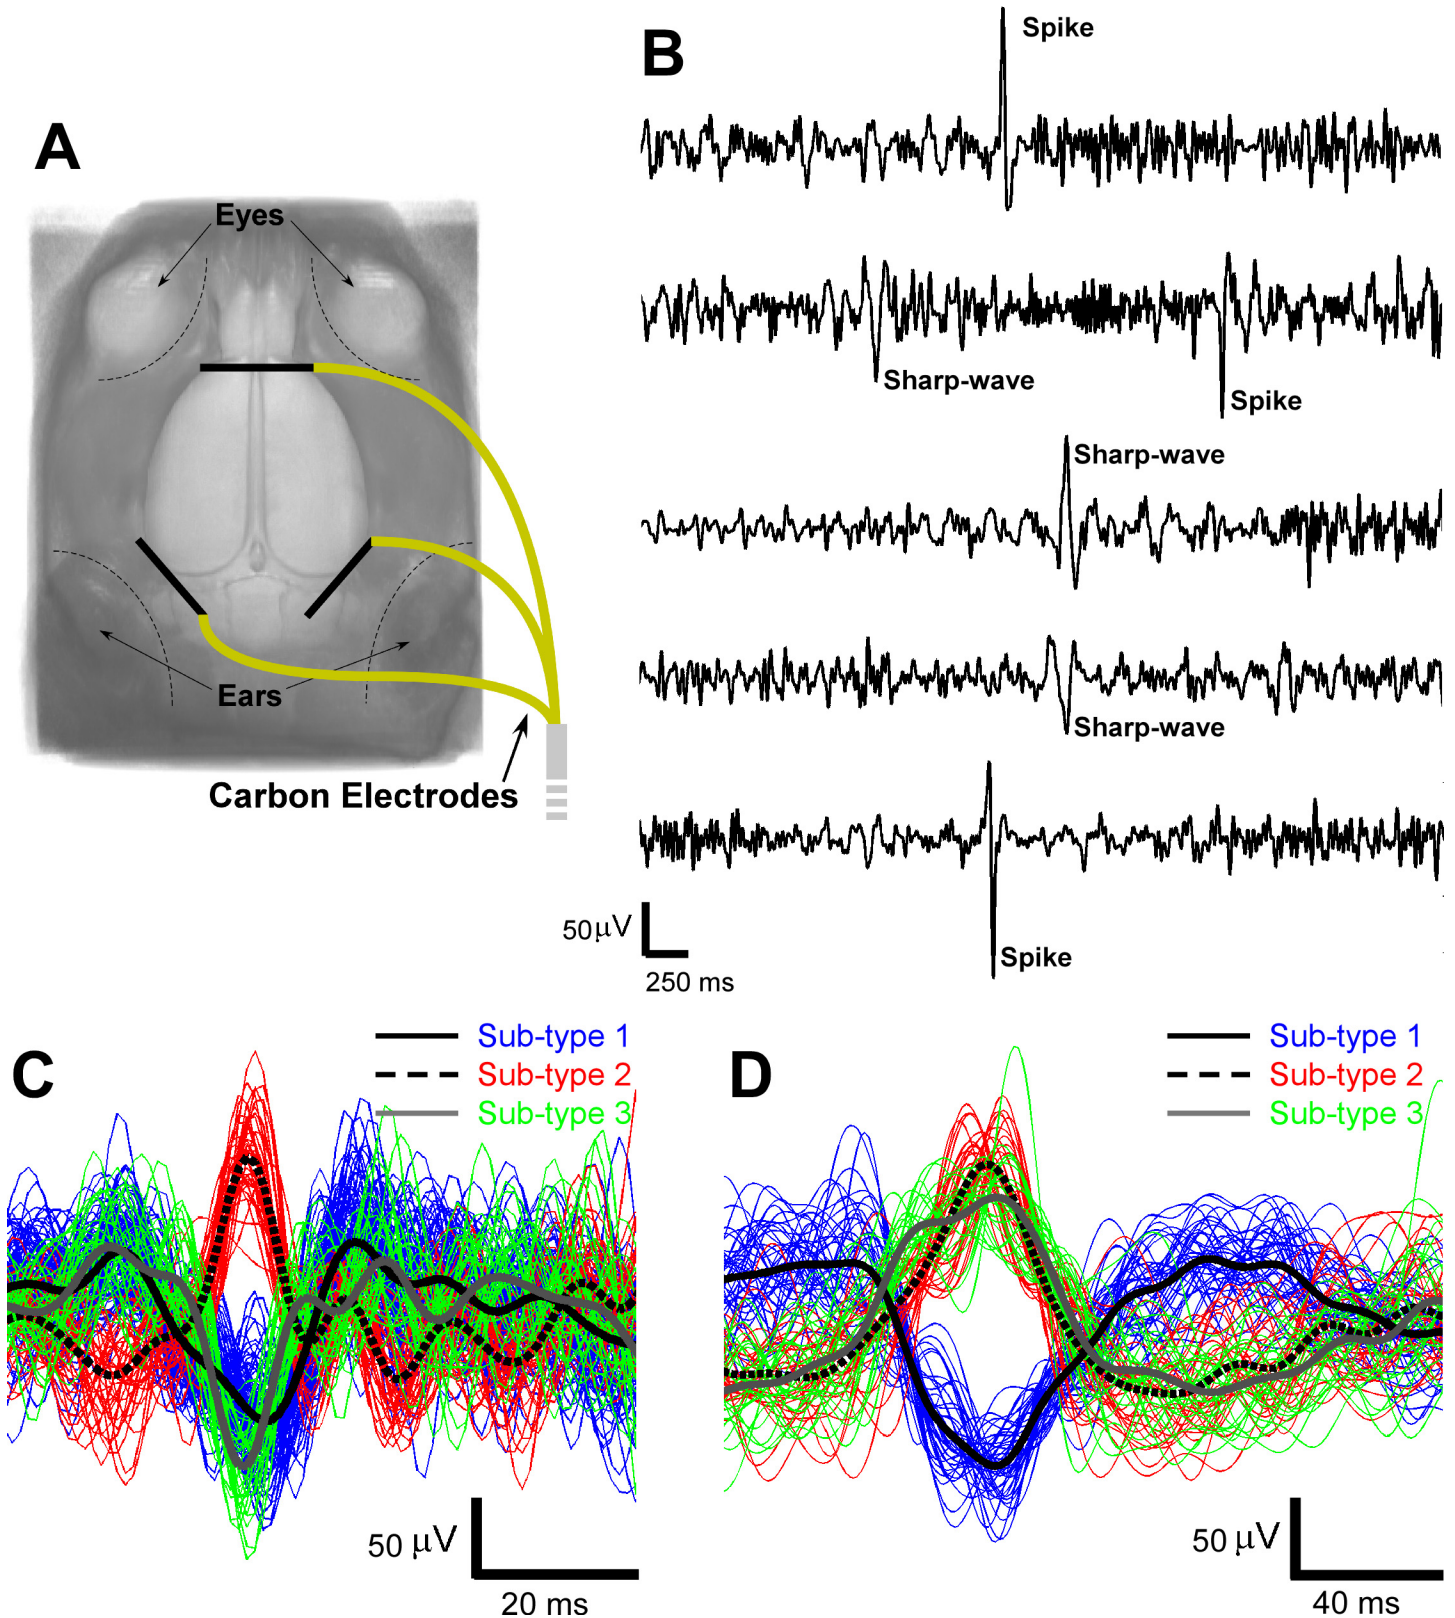 A
Eyes
Ears
Carbon Electrodes
B
Spike
Sharp-wave
Spike
Sharp-wave
Sharp-wave
Spike
50 μV
250 ms
C
Sub-type 1
Sub-type 2
Sub-type 3
50 μV
20 ms
D
Sub-type 1
Sub-type 2
Sub-type 3
50 μV
40 ms